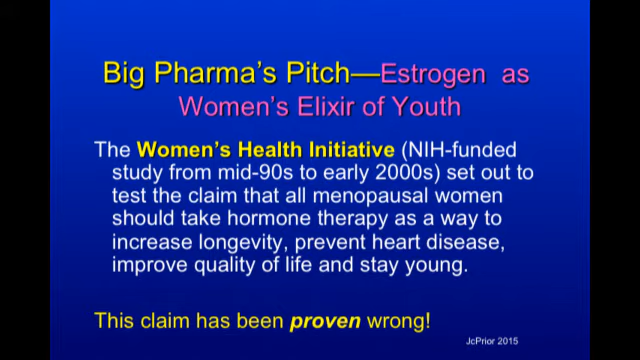 Big Pharma's Pitch—Estrogen as
Women's Elixir of Youth
The Women's Health Initiative (NIH-funded
study from mid-90s to early 2000s) set out to
test the claim that all menopausal women
should take hormone therapy as a way to
increase longevity, prevent heart disease,
improve quality of life and stay young.
This claim has been proven wrong!
JcPrior 2015